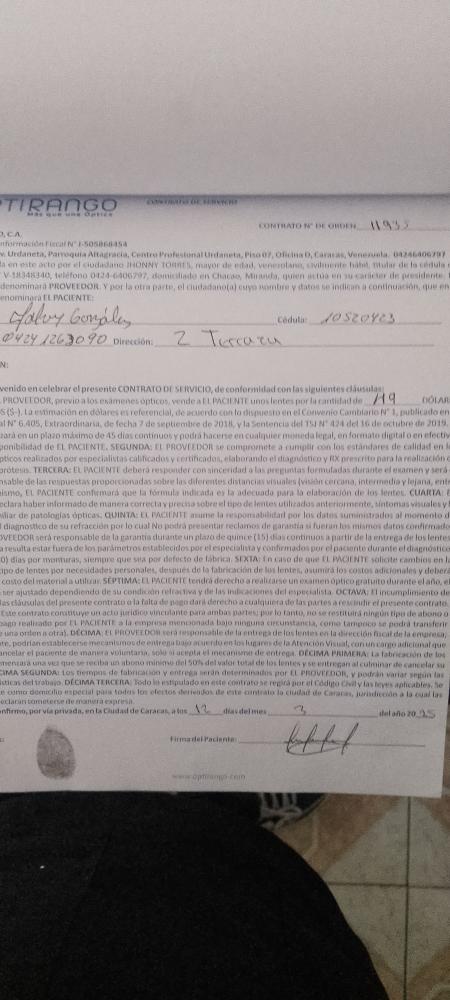 PTIRANGO
Más que una Óptica
CONTRATO DE SERVICIO
CONTRATO N° DE ORDEN. 11935
O, C.A.
nformación Fiscal N° J-505868454
v. Urdaneta, Parroquia Altagracia, Centro Profesional Urdaneta, Piso 07, Oficina D, Caracas, Venezuela. 04246406797
da en este acto por el ciudadano JHONNY TORRES, mayor de edad, venezolano, civilmente hábil, titular de la cédula
V-18348340, teléfono 0424-6406797, domiciliado en Chacao, Miranda, quien actúa en su carácter de presidente.
denominará PROVEEDOR. Y por la otra parte, el ciudadano(a) cuyo nombre y datos se indican a continuación, que en
enominará EL PACIENTE:
González Cédula: 10520423
04241263090 Dirección: 2 Terraza
N:
venido en celebrar el presente CONTRATO DE SERVICIO, de conformidad con las siguientes cláusulas:
PROVEEDOR, previo a los exámenes ópticos, vende a EL PACIENTE unos lentes por la cantidad de 119 DÓLAR
S ($-). La estimación en dólares es referencial, de acuerdo con lo dispuesto en el Convenio Cambiario N° 1, publicado en
al N° 6.405, Extraordinaria, de fecha 7 de septiembre de 2018, y la Sentencia del TSJ N° 424 del 16 de octubre de 2019.
zará en un plazo máximo de 45 días continuos y podrá hacerse en cualquier moneda legal, en formato digital o en efectiv
ponibilidad de EL PACIENTE. SEGUNDA: EL PROVEEDOR se compromete a cumplir con los estándares de calidad en l
pticos realizados por especialistas calificados y certificados, elaborando el diagnóstico y RX prescrito para la realización
prótesis. TERCERA: EL PACIENTE deberá responder con sinceridad a las preguntas formuladas durante el examen y será
nsable de las respuestas proporcionadas sobre las diferentes distancias visuales (visión cercana, intermedia y lejana, ent
ismo, EL PACIENTE confirmará que la fórmula indicada es la adecuada para la elaboración de los lentes. CUARTA: E
eclara haber informado de manera correcta y precisa sobre el tipo de lentes utilizados anteriormente, síntomas visuales y
iliar de patologías ópticas. QUINTA: EL PACIENTE asume la responsabilidad por los datos suministrados al momento d
l diagnostico de su refracción por lo cual No podrá presentar reclamos de garantía si fueran los mismos datos confirmado
OVEEDOR será responsable de la garantía durante un plazo de quince (15) días continuos a partir de la entrega de los lentes
a resulta estar fuera de los parámetros establecidos por el especialista y confirmados por el paciente durante el diagnóstic
0) días por monturas, siempre que sea por defecto de fábrica. SEXTA: En caso de que EL PACIENTE solicite cambios en l
ipo de lentes por necesidades personales, después de la fabricación de los lentes, asumirá los costos adicionales y deber
costo del material a utilizar. SÉPTIMA: EL PACIENTE tendrá derecho a realizarse un examen óptico gratuito durante el año, e
ser ajustado dependiendo de su condición refractiva y de las indicaciones del especialista. OCTAVA: El incumplimiento de
las cláusulas del presente contrato o la falta de pago dará derecho a cualquiera de las partes a rescindir el presente contrato.
Este contrato constituye un acto jurídico vinculante para ambas partes; por lo tanto, no se restituirá ningún tipo de abono
pago realizado por EL PACIENTE a la empresa mencionada bajo ninguna circunstancia, como tampoco se podrá transferir
e una orden a otra). DÉCIMA: EL PROVEEDOR será responsable de la entrega de los lentes en la dirección fiscal de la empresa;
te, podrían establecerse mecanismos de entrega bajo acuerdo en los lugares de la Atención Visual, con un cargo adicional que
ancelar el paciente de manera voluntaria, solo si acepta el mecanismo de entrega. DÉCIMA PRIMERA: La fabricación de los
menzará una vez que se reciba un abono mínimo del 50% del valor total de los lentes y se entregan al culminar de cancelar su
CIMA SEGUNDA: Los tiempos de fabricación y entrega serán determinados por EL PROVEEDOR, y podrán variar según las
ísticas del trabajo. DÉCIMA TERCERA: Todo lo estipulado en este contrato se regirá por el Código Civil y las leyes aplicables. Se
e como domicilio especial para todos los efectos derivados de este contrato la ciudad de Caracas, jurisdicción a la cual las
eclaran someterse de manera expresa.
onfirmo, por vía privada, en la Ciudad de Caracas, a los 12 días del mes 3 del año 2025
Firma del Paciente:
www.optirango.com